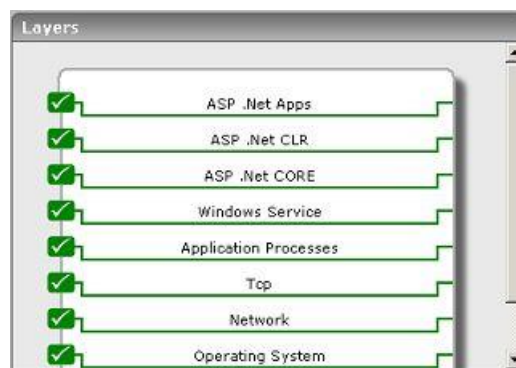 Layers
ASP .Net Apps
ASP .Net CLR
ASP .Net CORE
Windows Service
Application Processes
Tcp
Network
Operating System